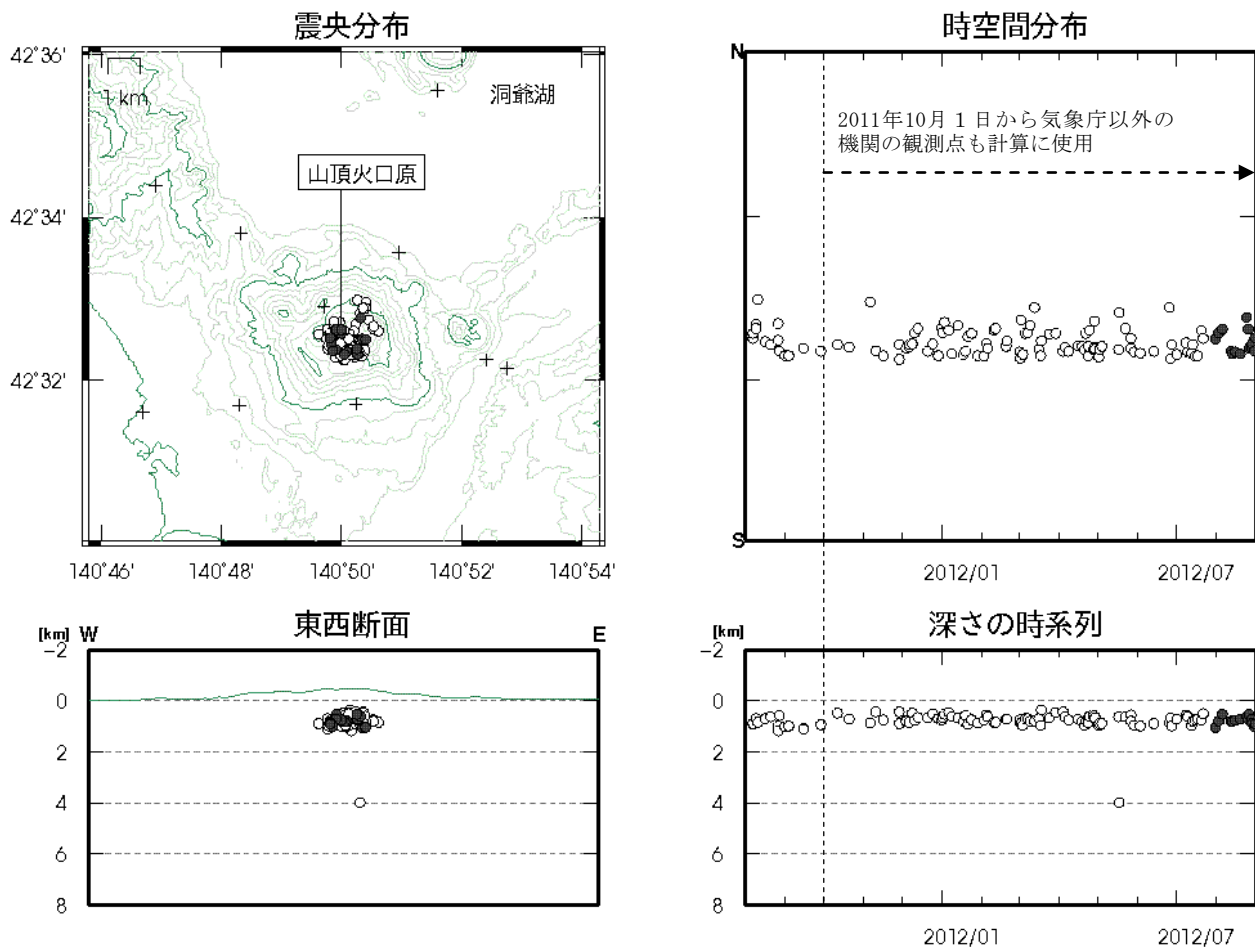 震央分布
42°36'
42°34'
42°32'
1 km
洞爺湖
山頂火口原
140°46'
140°48'
140°50'
140°52'
140°54'
時空間分布
N
S
2011年10月１日から気象庁以外の
機関の観測点も計算に使用
2012/01
2012/07
東西断面
[km]
W
E
-2
0
2
4
6
8
深さの時系列
[km]
-2
0
2
4
6
8
2012/01
2012/07